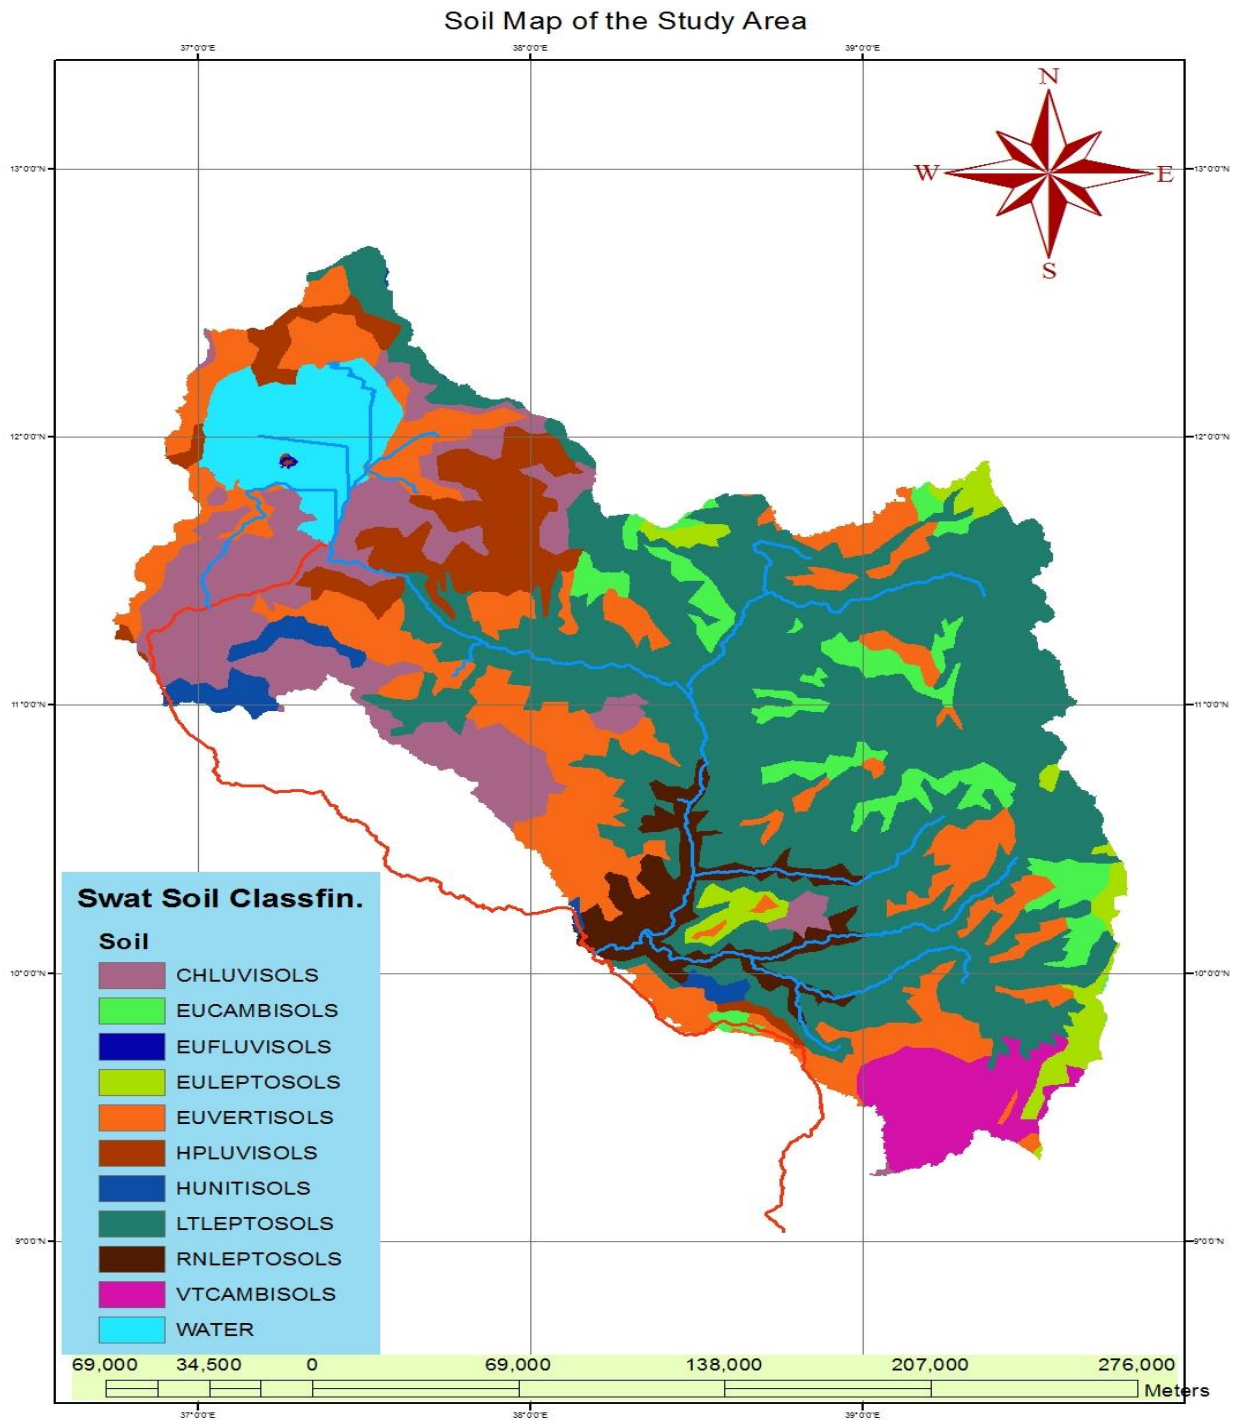 Soil Map of the Study Area
37°0'0"E 38°0'0"E 39°0'0"E
N
W E
S
13°0'0"N 13°0'0"N
12°0'0"N 12°0'0"N
11°0'0"N 11°0'0"N
10°0'0"N 10°0'0"N
9°0'0"N 9°0'0"N
Swat Soil Classfin.
Soil
CHLUVISOLS
EUCAMBISOLS
EUFLUVISOLS
EULEPTOSOLS
EUVERTISOLS
HPLUVISOLS
HUNITISOLS
LTLEPTOSOLS
RNLEPTOSOLS
VTCAMBISOLS
WATER
69,000 34,500 0 69,000 138,000 207,000 276,000
Meters
37°0'0"E 38°0'0"E 39°0'0"E